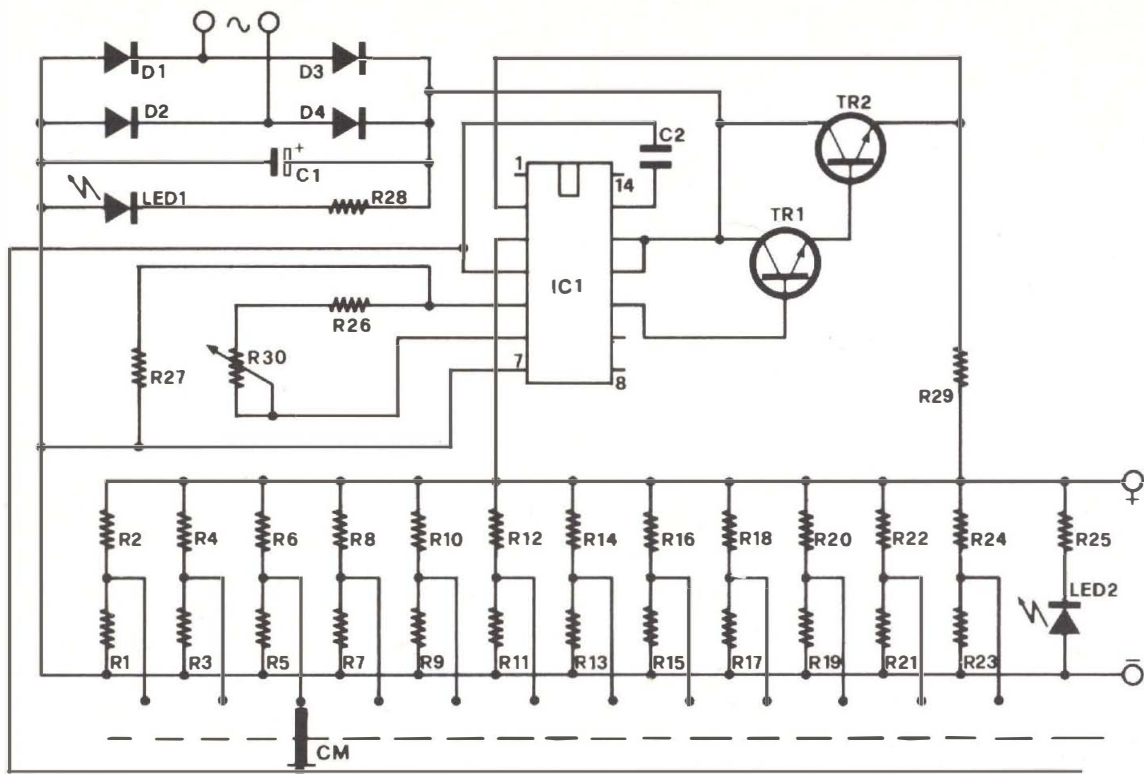 ∼
D1
D3
D2
D4
TR2
+
C1
C2
1
14
LED1
R28
TR1
IC1
R26
R27
R30
7
8
R29
+
R2
R4
R6
R8
R10
R12
R14
R16
R18
R20
R22
R24
R25
LED2
R1
R3
R5
R7
R9
R11
R13
R15
R17
R19
R21
R23
−
CM